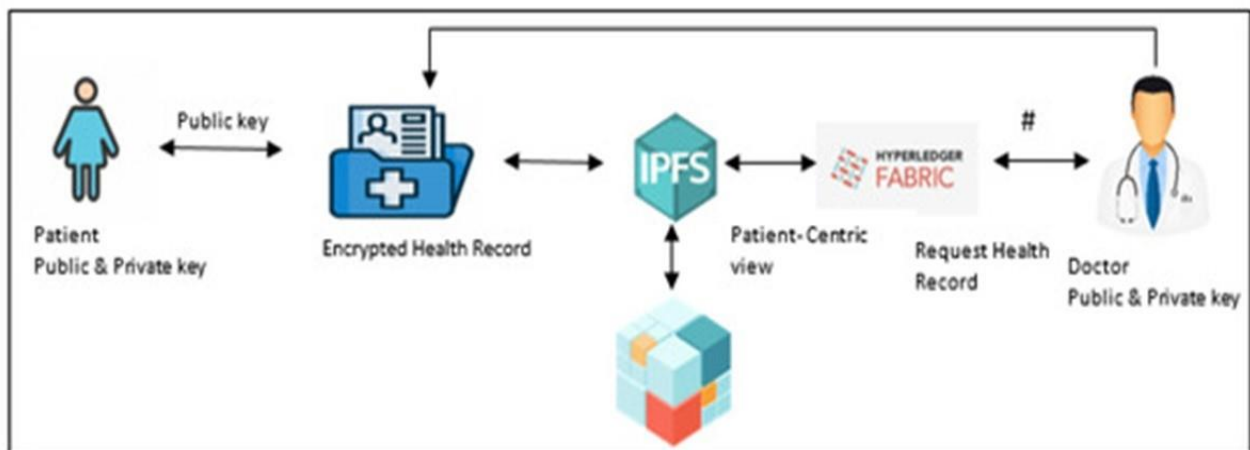 Public key
Patient
Public & Private key
Encrypted Health Record
IPFS
HYPERLEDGER
FABRIC
Patient- Centric
view
Request Health
Record
#
Doctor
Public & Private key